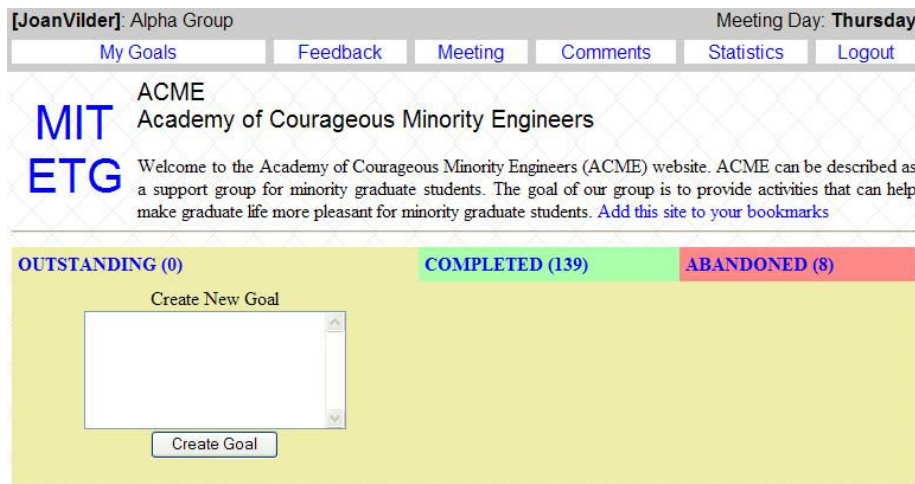 [JoanVilder]: Alpha Group Meeting Day: Thursday
My Goals Feedback Meeting Comments Statistics Logout
MIT
ETG
ACME
Academy of Courageous Minority Engineers
Welcome to the Academy of Courageous Minority Engineers (ACME) website. ACME can be described as
a support group for minority graduate students. The goal of our group is to provide activities that can help
make graduate life more pleasant for minority graduate students. Add this site to your bookmarks
OUTSTANDING (0) COMPLETED (139) ABANDONED (8)
Create New Goal
Create Goal